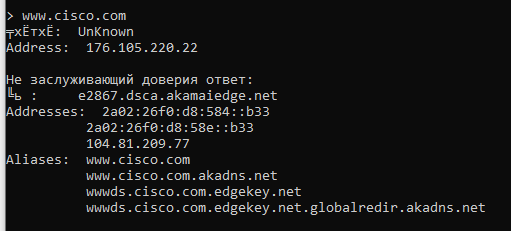 > www.cisco.com
╤хЁтхЁ:  UnKnown
Address:  176.105.220.22

Не заслуживающий доверия ответ:
╚ь :     e2867.dsca.akamaiedge.net
Addresses:  2a02:26f0:d8:584::b33
          2a02:26f0:d8:58e::b33
          104.81.209.77
Aliases:  www.cisco.com
          www.cisco.com.akadns.net
          wwwds.cisco.com.edgekey.net
          wwwds.cisco.com.edgekey.net.globalredir.akadns.net